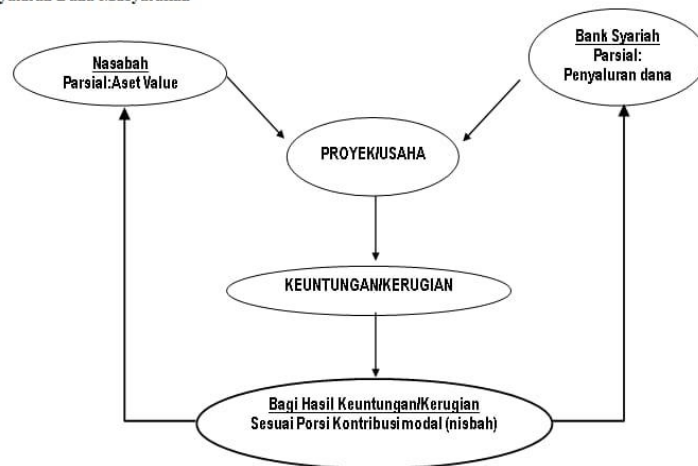 Nasabah
Parsial:Aset Value
Bank Syariah
Parsial:
Penyaluran dana
PROYEK/USAHA
KEUNTUNGAN/KERUGIAN
Bagi Hasil Keuntungan/Kerugian
Sesuai Porsi Kontribusi modal (nisbah)